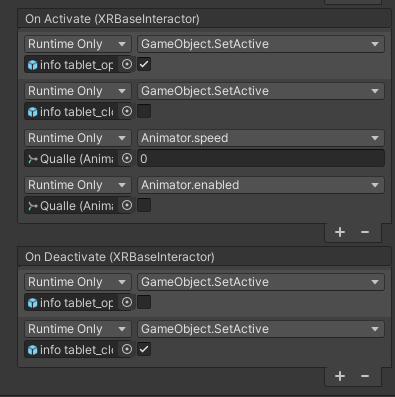 On Activate (XRBaseInteractor)
Runtime Only GameObject.SetActive
info tablet_op
Runtime Only GameObject.SetActive
info tablet_clo
Runtime Only Animator.speed
Qualle (Anima 0
Runtime Only Animator.enabled
Qualle (Anima
+ −
On Deactivate (XRBaseInteractor)
Runtime Only GameObject.SetActive
info tablet_op
Runtime Only GameObject.SetActive
info tablet_clo
+ −